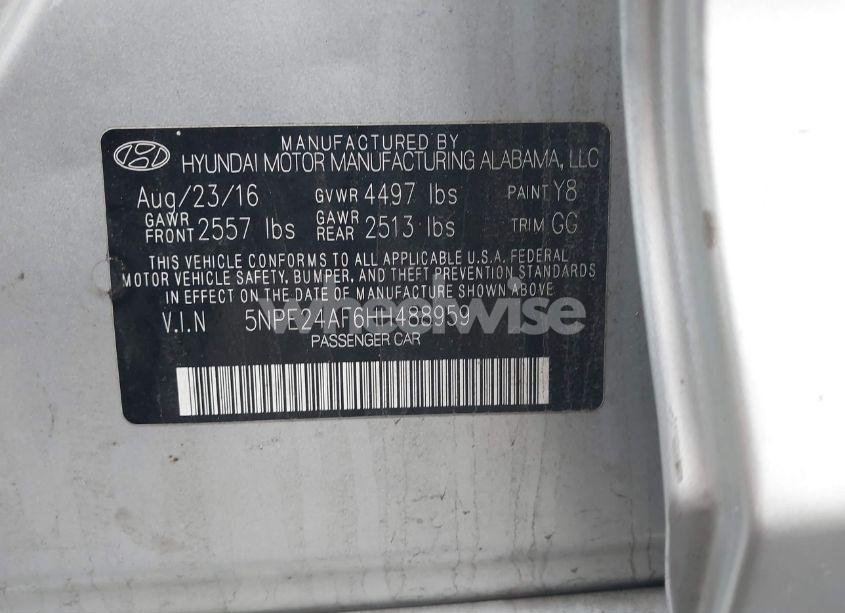 MANUFACTURED BY
HYUNDAI MOTOR MANUFACTURING ALABAMA, LLC
Aug/23/16 GVWR 4497 lbs PAINT Y8
GAWR FRONT 2557 lbs GAWR REAR 2513 lbs TRIM GG
THIS VEHICLE CONFORMS TO ALL APPLICABLE U.S.A. FEDERAL
MOTOR VEHICLE SAFETY, BUMPER, AND THEFT PREVENTION STANDARDS
IN EFFECT ON THE DATE OF MANUFACTURE SHOWN ABOVE
V.I.N 5NPE24AF6HH488959
PASSENGER CAR
wheelwise